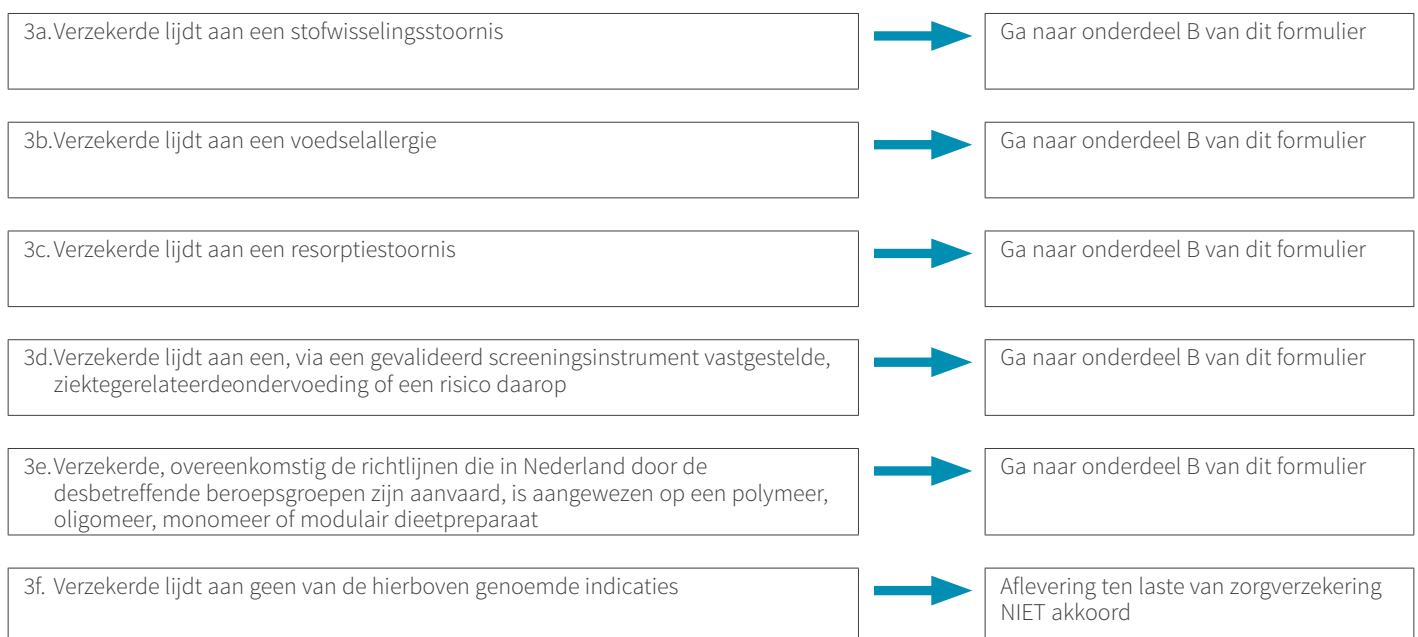 3a. Verzekerde lijdt aan een stofwisselingsstoornis
Ga naar onderdeel B van dit formulier
3b. Verzekerde lijdt aan een voedselallergie
Ga naar onderdeel B van dit formulier
3c. Verzekerde lijdt aan een resorptiestoornis
Ga naar onderdeel B van dit formulier
3d. Verzekerde lijdt aan een, via een gevalideerd screeningsinstrument vastgestelde,
ziektegerelateerdeondervoeding of een risico daarop
Ga naar onderdeel B van dit formulier
3e. Verzekerde, overeenkomstig de richtlijnen die in Nederland door de
desbetreffende beroepsgroepen zijn aanvaard, is aangewezen op een polymeer,
oligomeer, monomeer of modulair dieetpreparaat
Ga naar onderdeel B van dit formulier
3f. Verzekerde lijdt aan geen van de hierboven genoemde indicaties
Aflevering ten laste van zorgverzekering
NIET akkoord